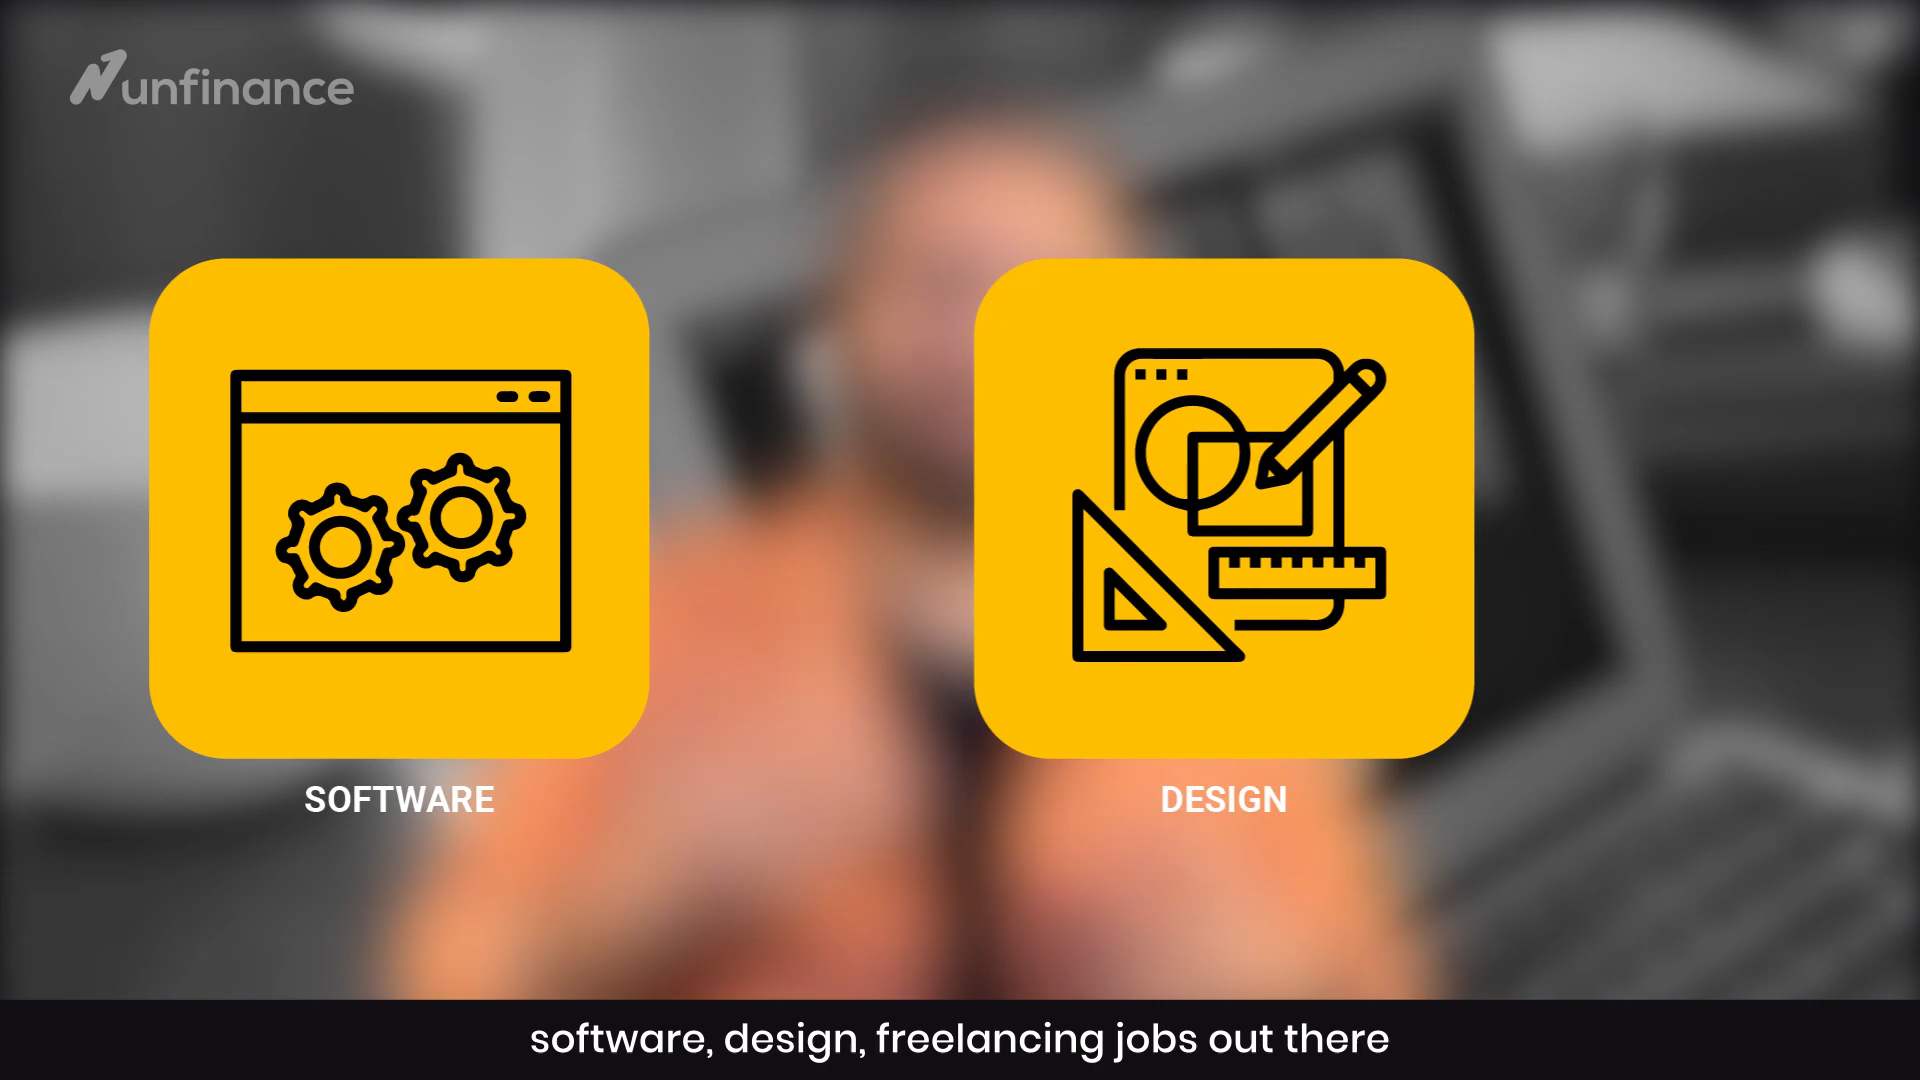 unfinance
SOFTWARE
DESIGN
software, design, freelancing jobs out there